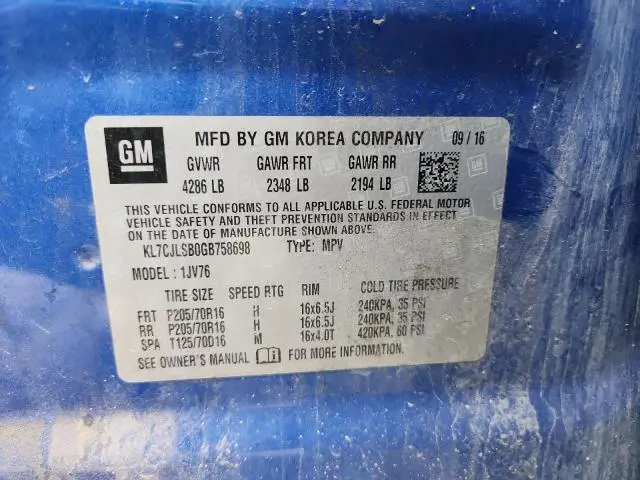 GM MFD BY GM KOREA COMPANY 09 / 16
GVWR GAWR FRT GAWR RR
4286 LB 2348 LB 2194 LB
THIS VEHICLE CONFORMS TO ALL APPLICABLE U.S. FEDERAL MOTOR
VEHICLE SAFETY AND THEFT PREVENTION STANDARDS IN EFFECT
ON THE DATE OF MANUFACTURE SHOWN ABOVE.
KL7CJLSB0GB758698 TYPE: MPV
MODEL : 1JV76
TIRE SIZE SPEED RTG RIM COLD TIRE PRESSURE
FRT P205/70R16 H 16x6.5J 240KPA, 35 PSI
RR P205/70R16 H 16x6.5J 240KPA, 35 PSI
SPA T125/70D16 M 16x4.0T 420KPA, 60 PSI
SEE OWNER'S MANUAL FOR MORE INFORMATION.